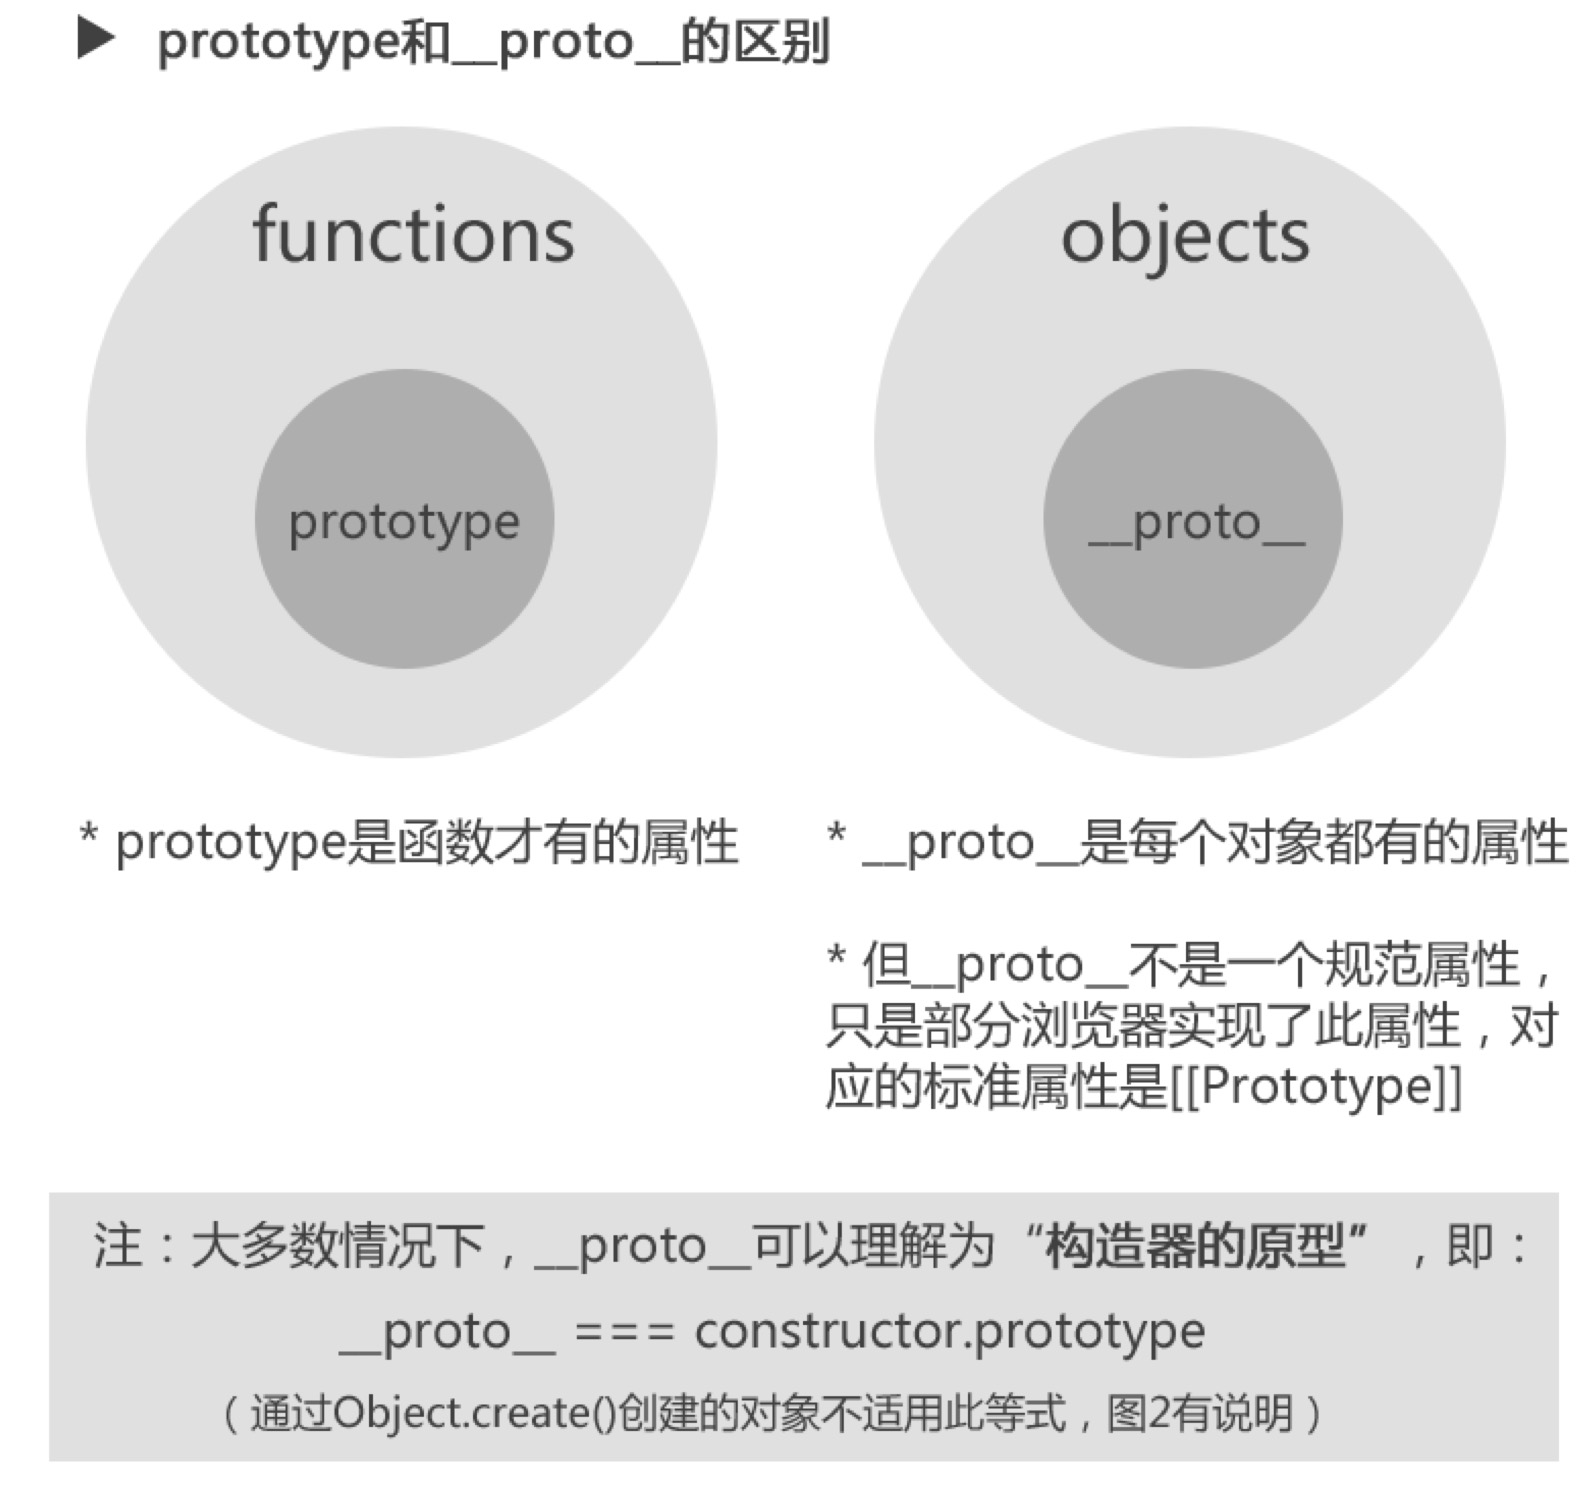 ▶ prototype和__proto__的区别
functions
prototype
* prototype是函数才有的属性
objects
__proto__
* __proto__是每个对象都有的属性
* 但__proto__不是一个规范属性，
只是部分浏览器实现了此属性，对
应的标准属性是[[Prototype]]
注：大多数情况下，__proto__可以理解为“构造器的原型”，即：
__proto__ === constructor.prototype
（通过Object.create()创建的对象不适用此等式，图2有说明）